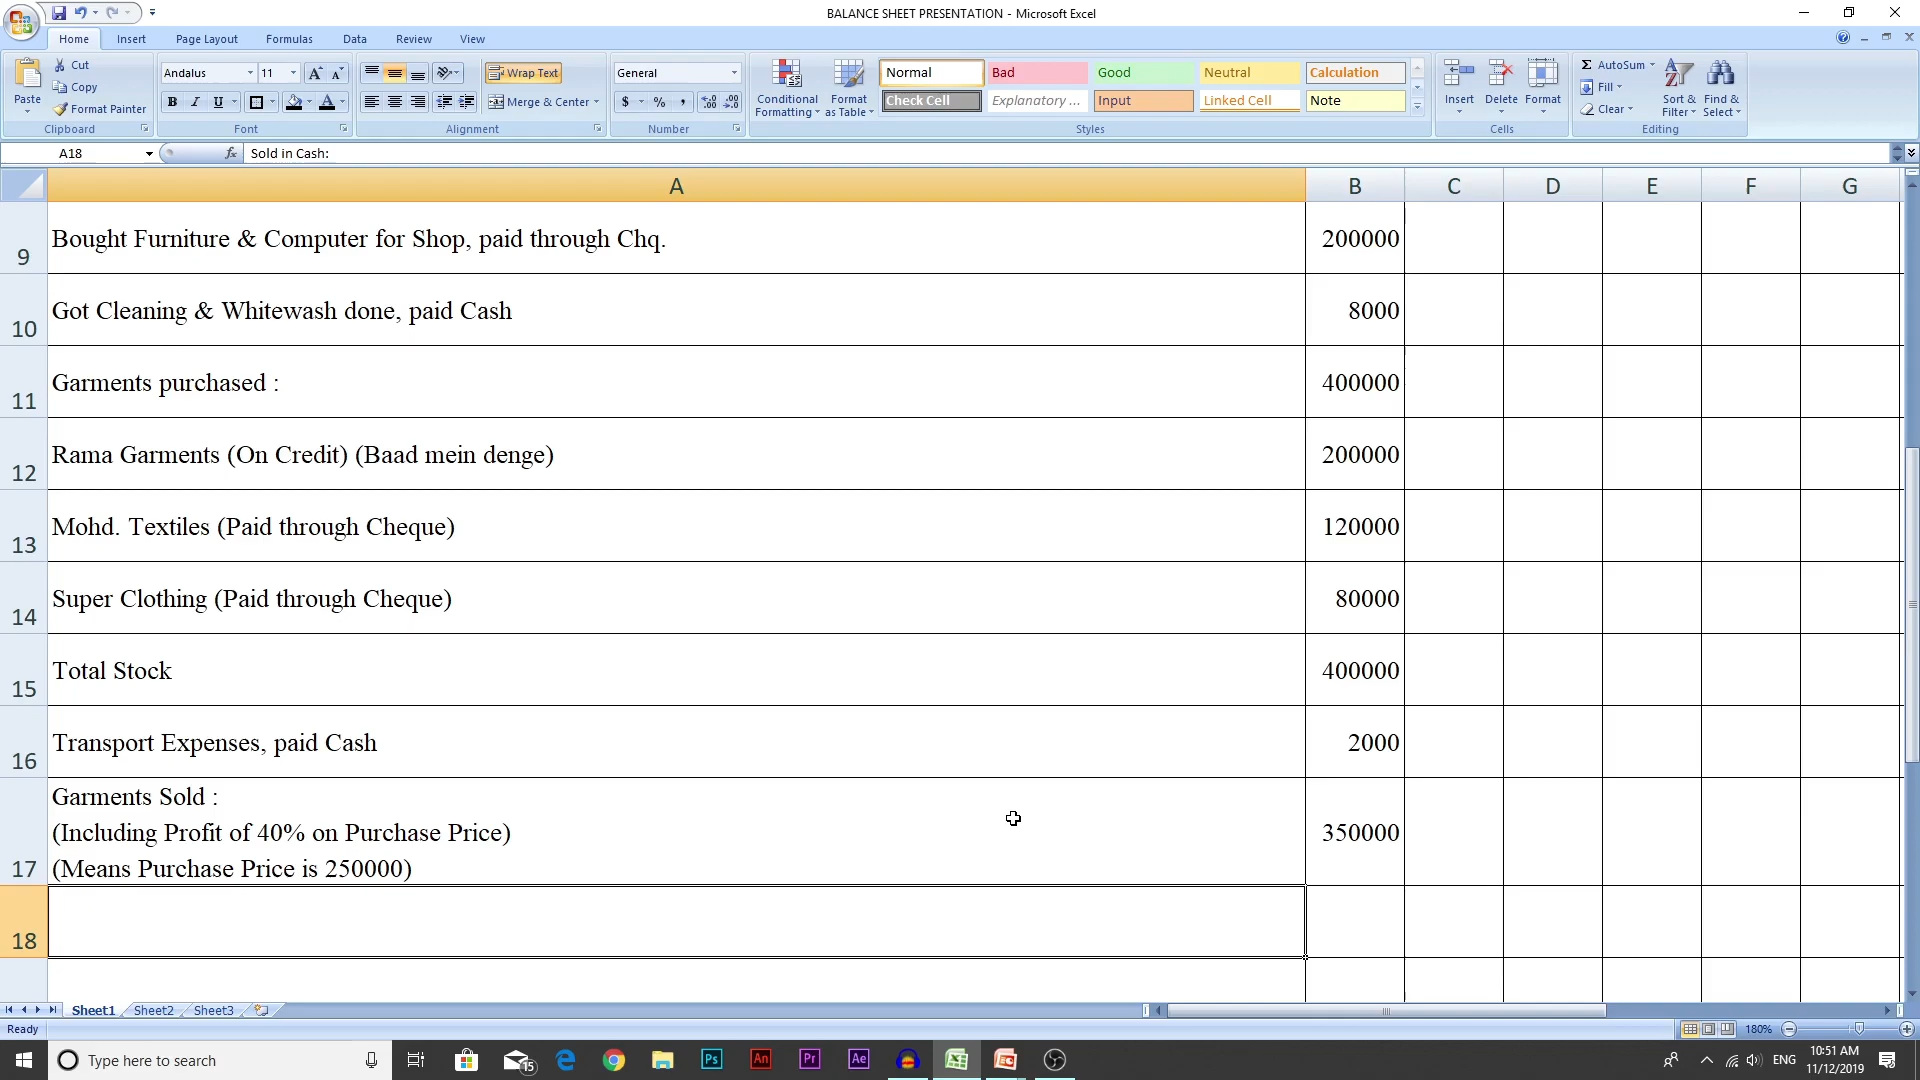 BALANCE SHEET PRESENTATION - Microsoft Excel
Home Insert Page Layout Formulas Data Review View
Paste
Cut
Copy
Format Painter
Clipboard
Andalus 11
B I U
Font
Wrap Text
Merge & Center
Alignment
General
$ % ,
Number
Conditional Formatting
Format as Table
Normal Bad Good Neutral Calculation
Check Cell Explanatory ... Input Linked Cell Note
Styles
Insert Delete Format
Cells
Σ AutoSum
Fill
Clear
Sort & Filter
Find & Select
Editing
A18 fx Sold in Cash:
A B C D E F G
9 Bought Furniture & Computer for Shop, paid through Chq. 200000
10 Got Cleaning & Whitewash done, paid Cash 8000
11 Garments purchased : 400000
12 Rama Garments (On Credit) (Baad mein denge) 200000
13 Mohd. Textiles (Paid through Cheque) 120000
14 Super Clothing (Paid through Cheque) 80000
15 Total Stock 400000
16 Transport Expenses, paid Cash 2000
Garments Sold :
(Including Profit of 40% on Purchase Price) 350000
17 (Means Purchase Price is 250000)
18
Sheet1 Sheet2 Sheet3
Ready 180%
Type here to search 15 Ps An Pr Ae ENG 10:51 AM
11/12/2019